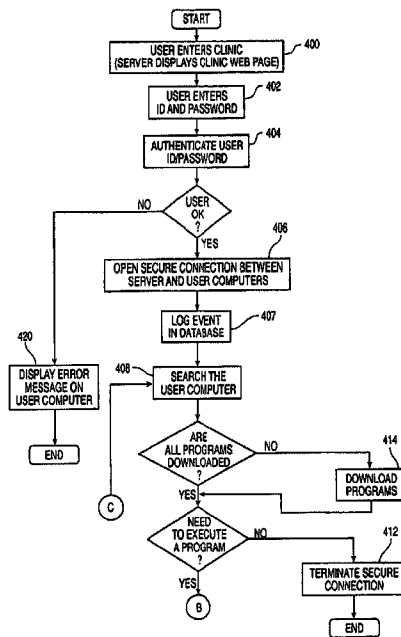 START
USER ENTERS CLINIC
(SERVER DISPLAYS CLINIC WEB PAGE)
400
402
USER ENTERS
ID AND PASSWORD
404
AUTHENTICATE USER
ID/PASSWORD
NO
USER
OK
?
YES
406
OPEN SECURE CONNECTION BETWEEN
SERVER AND USER COMPUTERS
LOG EVENT
IN DATABASE
407
420
DISPLAY ERROR
MESSAGE ON
USER COMPUTER
END
408
SEARCH THE
USER COMPUTER
ARE
ALL PROGRAMS
DOWNLOADED
?
NO
414
DOWNLOAD
PROGRAMS
YES
C
NEED
TO EXECUTE
A PROGRAM
?
NO
412
TERMINATE SECURE
CONNECTION
YES
B
END